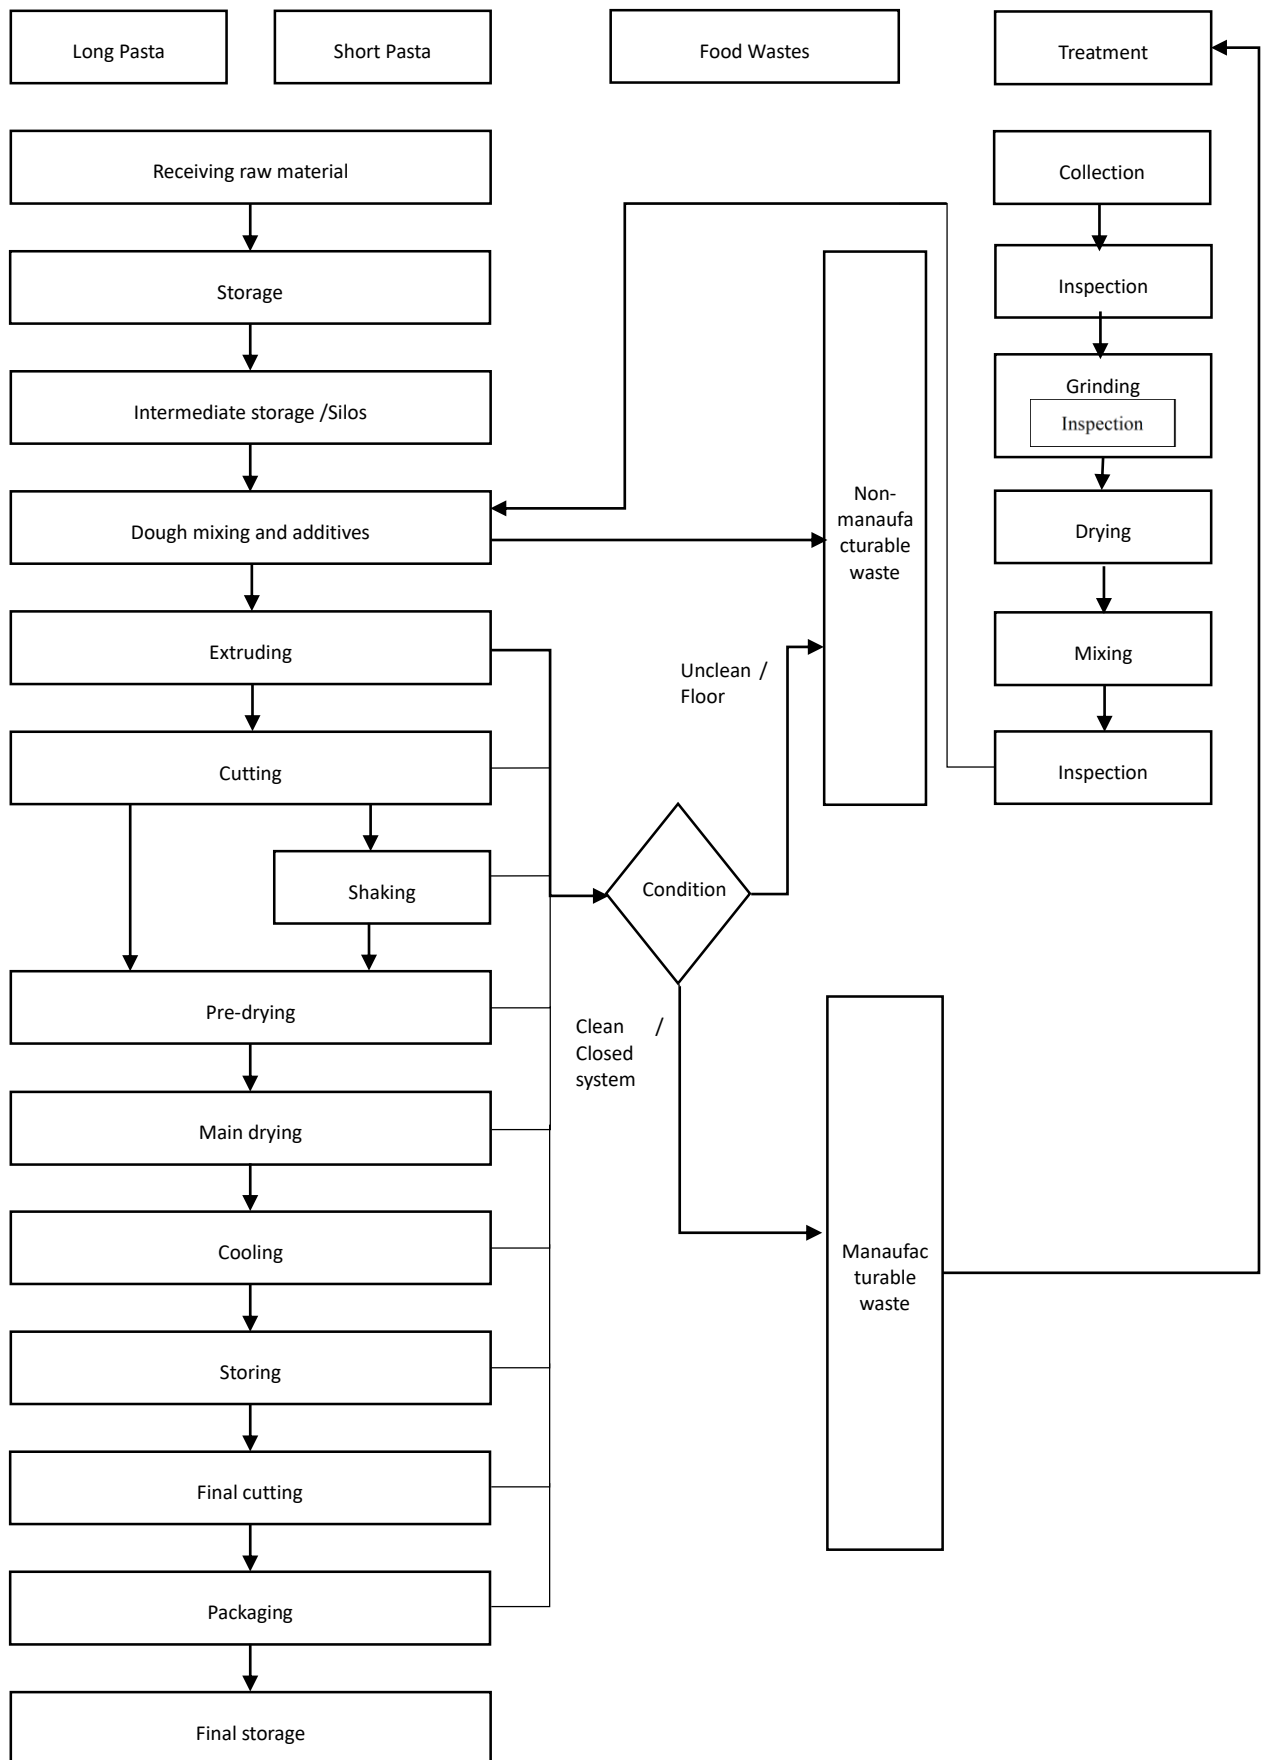 Long Pasta
Short Pasta
Food Wastes
Treatment
Receiving raw material
Storage
Intermediate storage /Silos
Dough mixing and additives
Extruding
Cutting
Shaking
Pre-drying
Main drying
Cooling
Storing
Final cutting
Packaging
Final storage
Condition
Unclean /
Floor
Clean /
Closed
system
Non-
manaufa
cturable
waste
Manaufac
turable
waste
Collection
Inspection
Grinding
Inspection
Drying
Mixing
Inspection